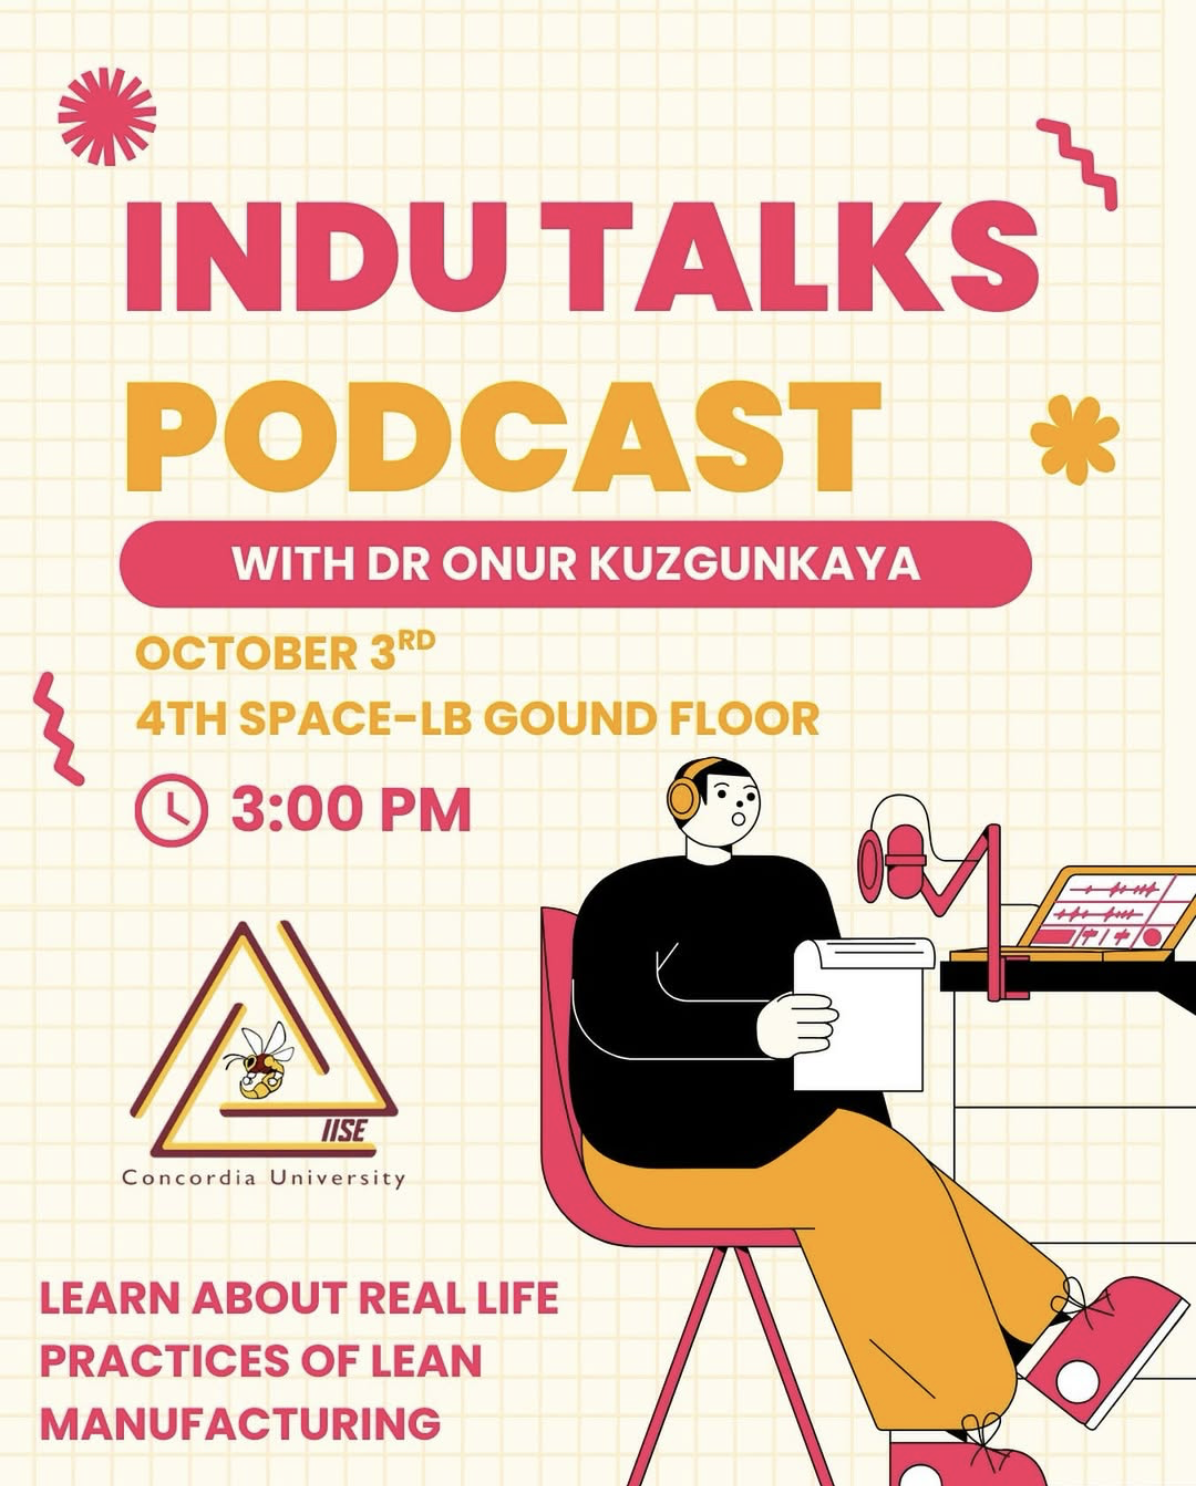 INDU TALKS
PODCAST
WITH DR ONUR KUZGUNKAYA
OCTOBER 3RD
4TH SPACE-LB GOUND FLOOR
3:00 PM
IISE
Concordia University
LEARN ABOUT REAL LIFE
PRACTICES OF LEAN
MANUFACTURING